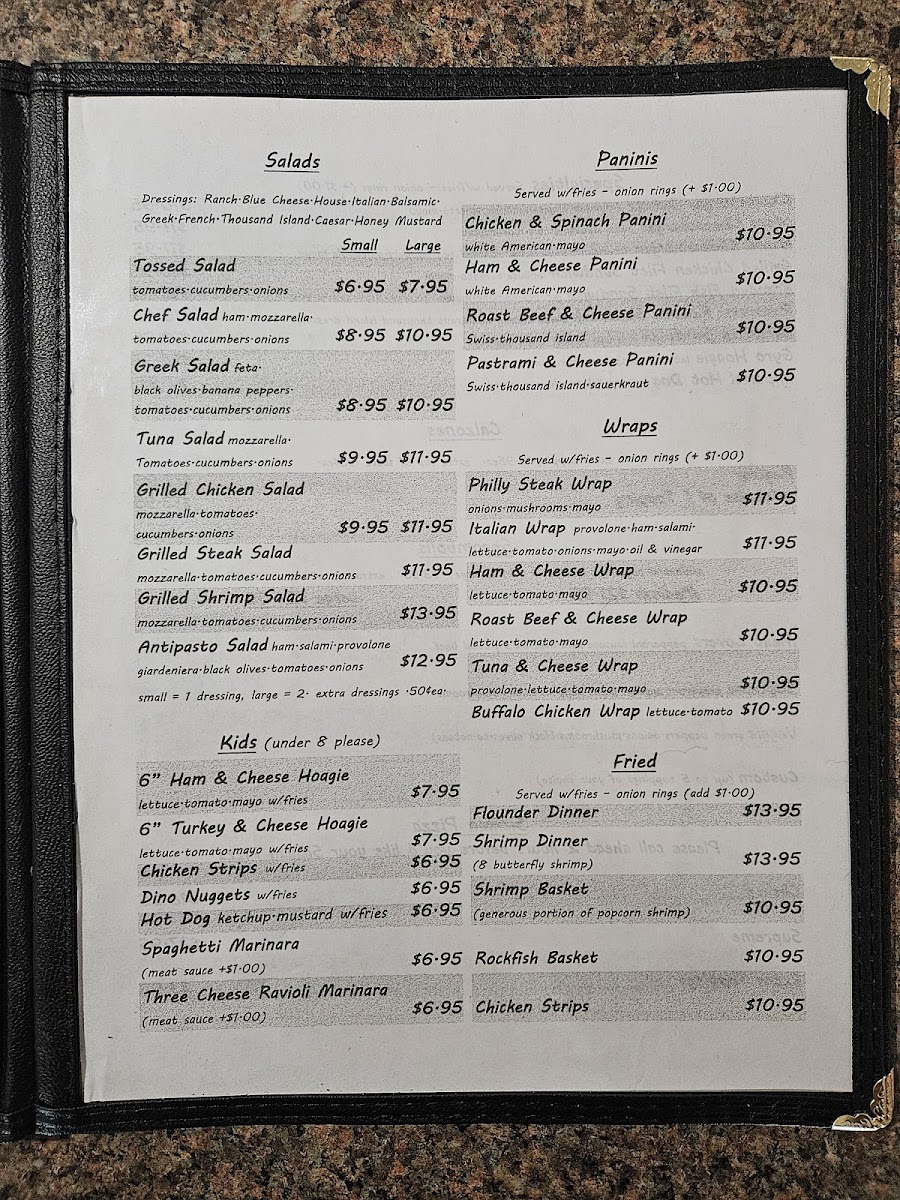 Salads
Dressings: Ranch·Blue Cheese·House·Italian·Balsamic·
Greek·French·Thousand Island·Caesar·Honey Mustard
Small Large
Tossed Salad
tomatoes·cucumbers·onions $6.95 $7.95
Chef Salad ham·mozzarella·
tomatoes·cucumbers·onions $8.95 $10.95
Greek Salad feta·
black olives·banana peppers·
tomatoes·cucumbers·onions $8.95 $10.95
Tuna Salad mozzarella·
Tomatoes·cucumbers·onions $9.95 $11.95
Grilled Chicken Salad
mozzarella·tomatoes·
cucumbers·onions $9.95 $11.95
Grilled Steak Salad
mozzarella·tomatoes·cucumbers·onions $11.95
Grilled Shrimp Salad
mozzarella·tomatoes·cucumbers·onions $13.95
Antipasto Salad ham·salami·provolone
giardeniera·black olives·tomatoes·onions $12.95
small = 1 dressing, large = 2· extra dressings ·50¢ea·
Kids (under 8 please)
6" Ham & Cheese Hoagie
lettuce·tomato·mayo w/fries $7.95
6" Turkey & Cheese Hoagie
lettuce·tomato·mayo w/fries $7.95
Chicken Strips w/fries $6.95
Dino Nuggets w/fries $6.95
Hot Dog ketchup·mustard w/fries $6.95
Spaghetti Marinara
(meat sauce +$1.00) $6.95
Three Cheese Ravioli Marinara
(meat sauce +$1.00) $6.95
Paninis
Served w/fries - onion rings (+ $1.00)
Chicken & Spinach Panini
white American·mayo $10.95
Ham & Cheese Panini
white American·mayo $10.95
Roast Beef & Cheese Panini
Swiss·thousand island $10.95
Pastrami & Cheese Panini
Swiss·thousand island·sauerkraut $10.95
Wraps
Served w/fries - onion rings (+ $1.00)
Philly Steak Wrap
onions·mushrooms·mayo $11.95
Italian Wrap provolone·ham·salami·
lettuce·tomato·onions·mayo·oil & vinegar $11.95
Ham & Cheese Wrap
lettuce·tomato·mayo $10.95
Roast Beef & Cheese Wrap
lettuce·tomato·mayo $10.95
Tuna & Cheese Wrap
provolone·lettuce·tomato·mayo $10.95
Buffalo Chicken Wrap lettuce·tomato $10.95
Fried
Served w/fries - onion rings (add $1.00)
Flounder Dinner $13.95
Shrimp Dinner
(8 butterfly shrimp) $13.95
Shrimp Basket
(generous portion of popcorn shrimp) $10.95
Rockfish Basket $10.95
Chicken Strips $10.95